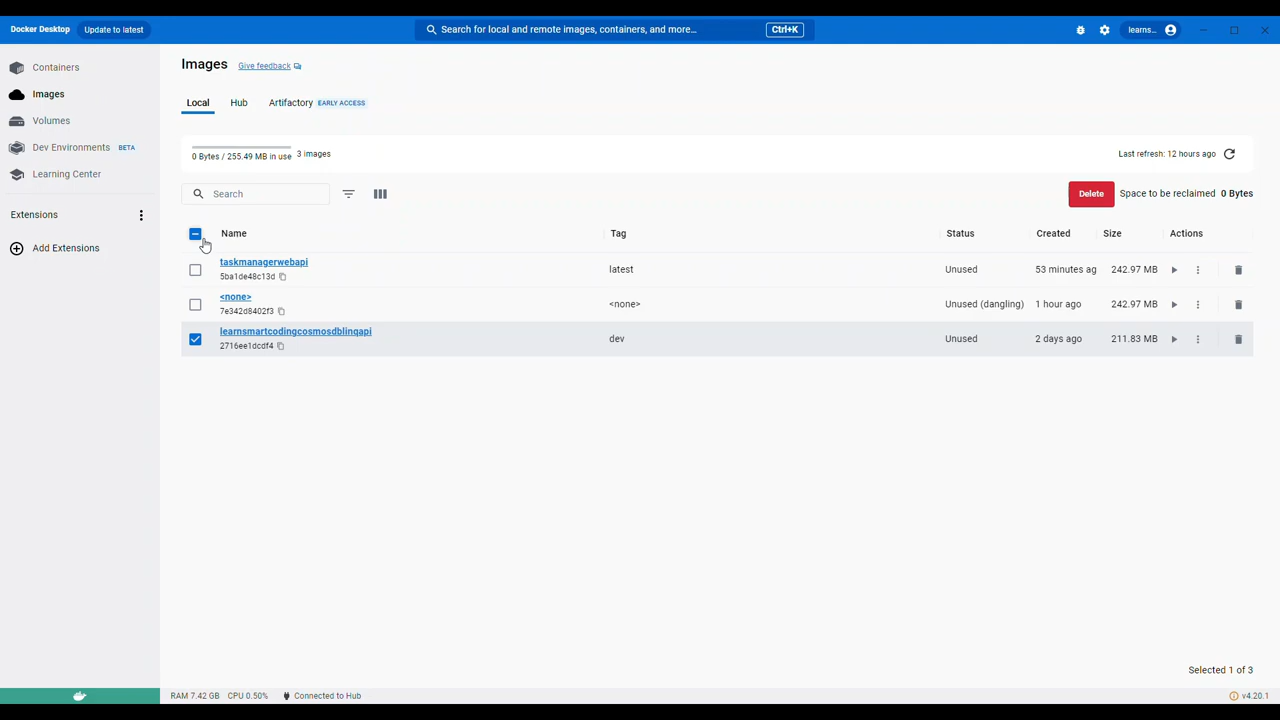 Docker Desktop Update to latest
Search for local and remote images, containers, and more... Ctrl+K
learns...
Containers
Images
Volumes
Dev Environments BETA
Learning Center
Extensions
Add Extensions
Images Give feedback
Local Hub Artifactory EARLY ACCESS
0 Bytes / 255.49 MB in use 3 images
Last refresh: 12 hours ago
Search
Delete Space to be reclaimed 0 Bytes
Name Tag Status Created Size Actions
taskmanagerwebapi
5ba1de48c13d
latest Unused 53 minutes ag 242.97 MB
<none>
7e342d8402f3
<none> Unused (dangling) 1 hour ago 242.97 MB
learnsmartcodingcosmosdblinqapi
2716ee1dcdf4
dev Unused 2 days ago 211.83 MB
Selected 1 of 3
RAM 7.42 GB CPU 0.50% Connected to Hub
v4.20.1